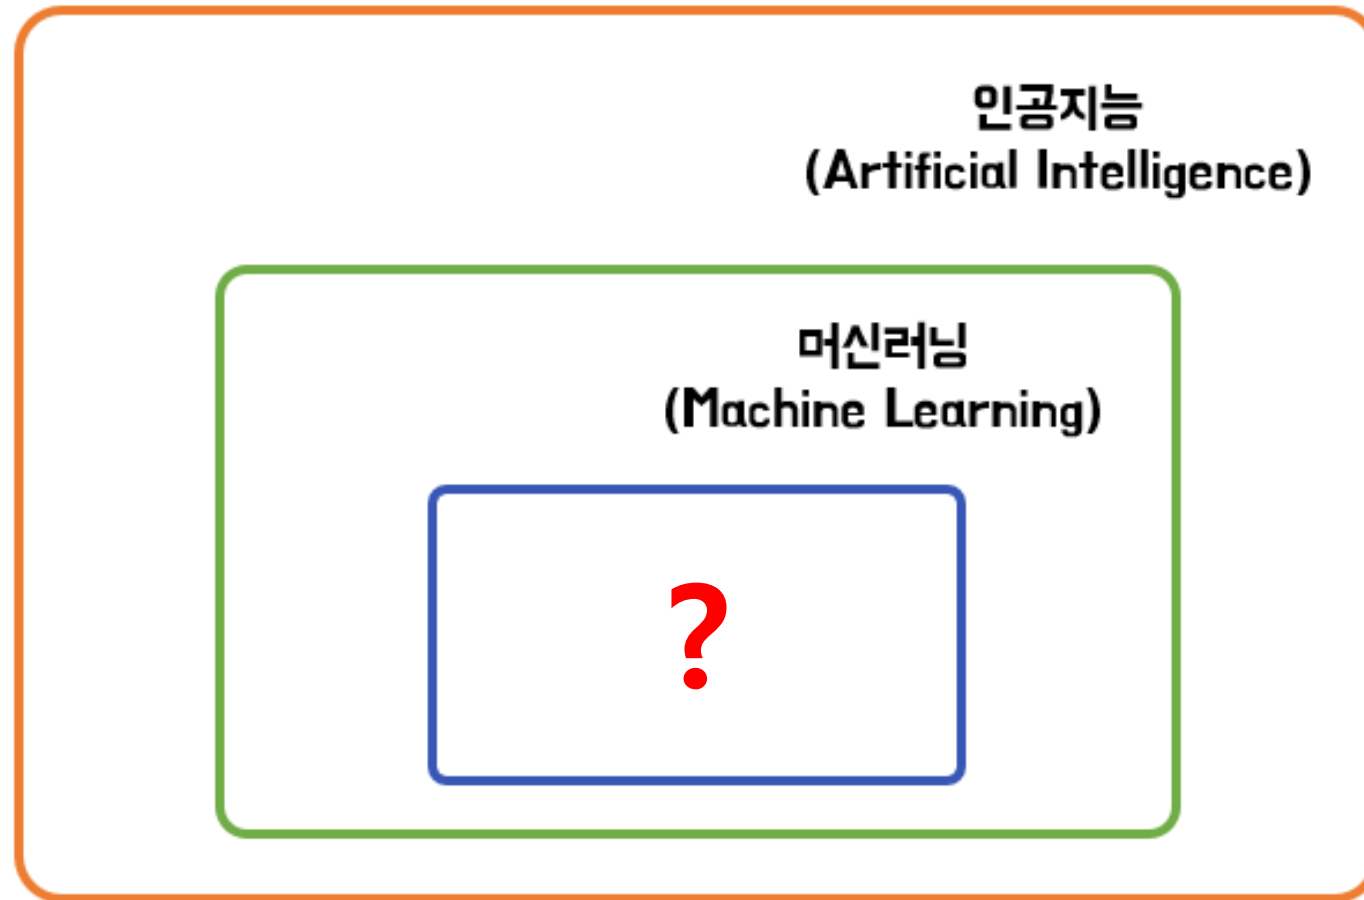 인공지능
(Artificial Intelligence)
머신러닝
(Machine Learning)
?